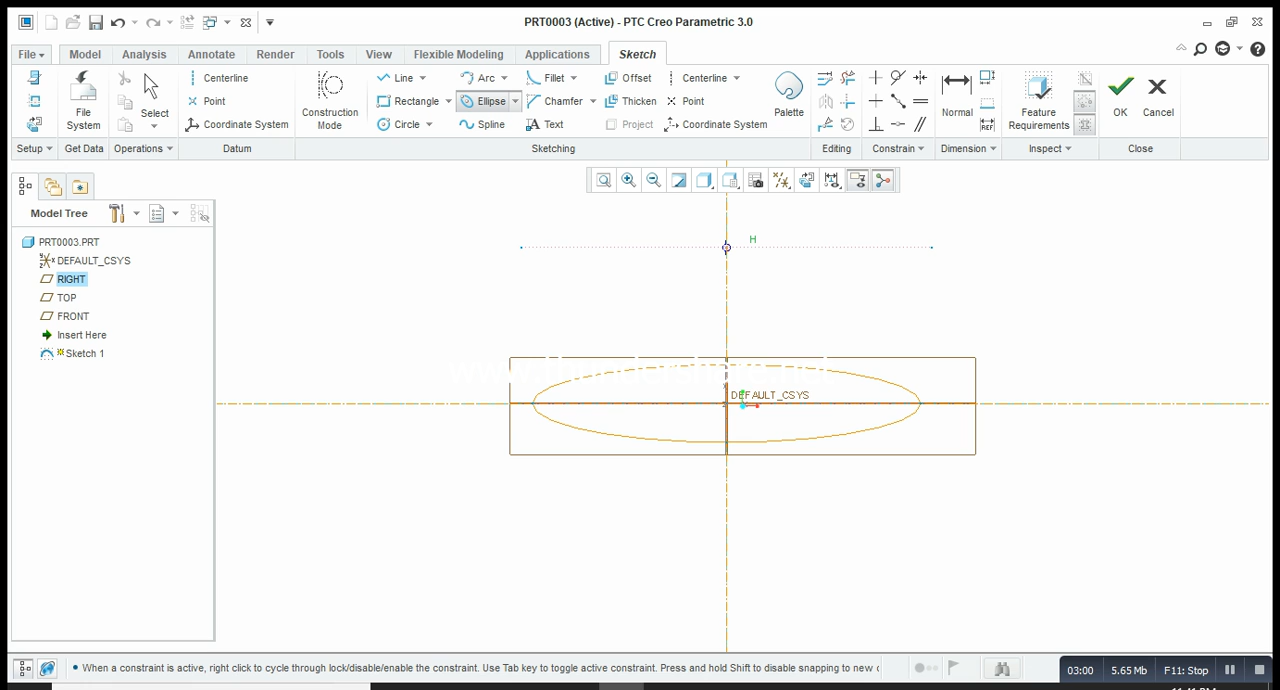 PRT0003 (Active) - PTC Creo Parametric 3.0
File Model Analysis Annotate Render Tools View Flexible Modeling Applications Sketch
Centerline Line Arc Fillet Offset Centerline
Point Rectangle Ellipse Chamfer Thicken Point
Coordinate System Circle Spline Text Project Coordinate System
File System Select Construction Mode Palette Normal Feature Requirements OK Cancel
Setup Get Data Operations Datum Sketching Editing Constrain Dimension Inspect Close
REF
Model Tree
H
PRT0003.PRT
DEFAULT_CSYS
RIGHT
TOP
FRONT
Insert Here
Sketch 1
DEFAULT_CSYS
When a constraint is active, right click to cycle through lock/disable/enable the constraint. Use Tab key to toggle active constraint. Press and hold Shift to disable snapping to new
03:00 5.65 Mb F11: Stop